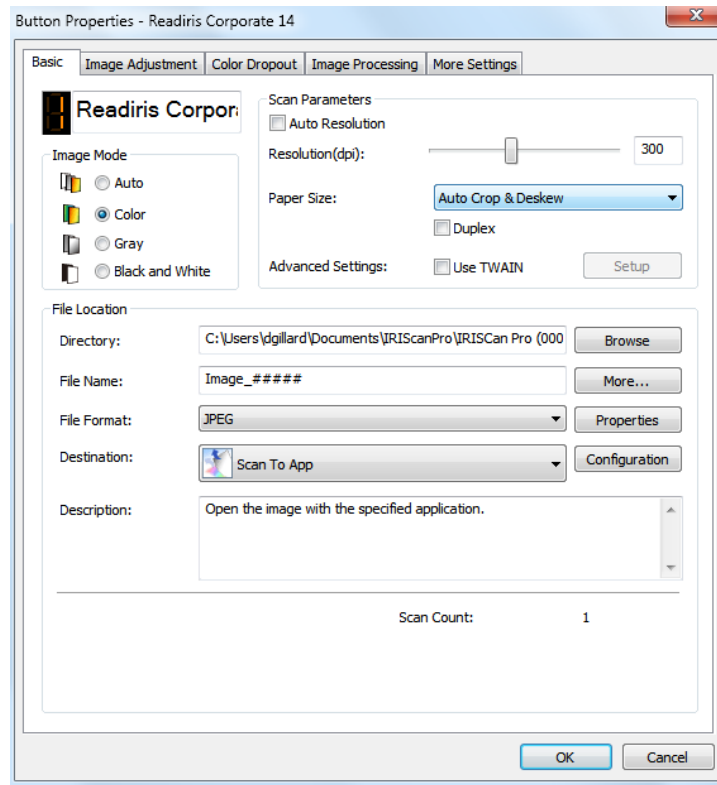 Button Properties - Readiris Corporate 14
Basic
Image Adjustment
Color Dropout
Image Processing
More Settings
1
Readiris Corpor
Image Mode
Auto
Color
Gray
Black and White
Scan Parameters
Auto Resolution
Resolution(dpi):
300
Paper Size:
Auto Crop & Deskew
Duplex
Advanced Settings:
Use TWAIN
Setup
File Location
Directory:
C:\Users\dgillard\Documents\IRIScanPro\IRISCan Pro (000
Browse
File Name:
Image_#####
More...
File Format:
JPEG
Properties
Destination:
Scan To App
Configuration
Description:
Open the image with the specified application.
Scan Count:
1
OK
Cancel